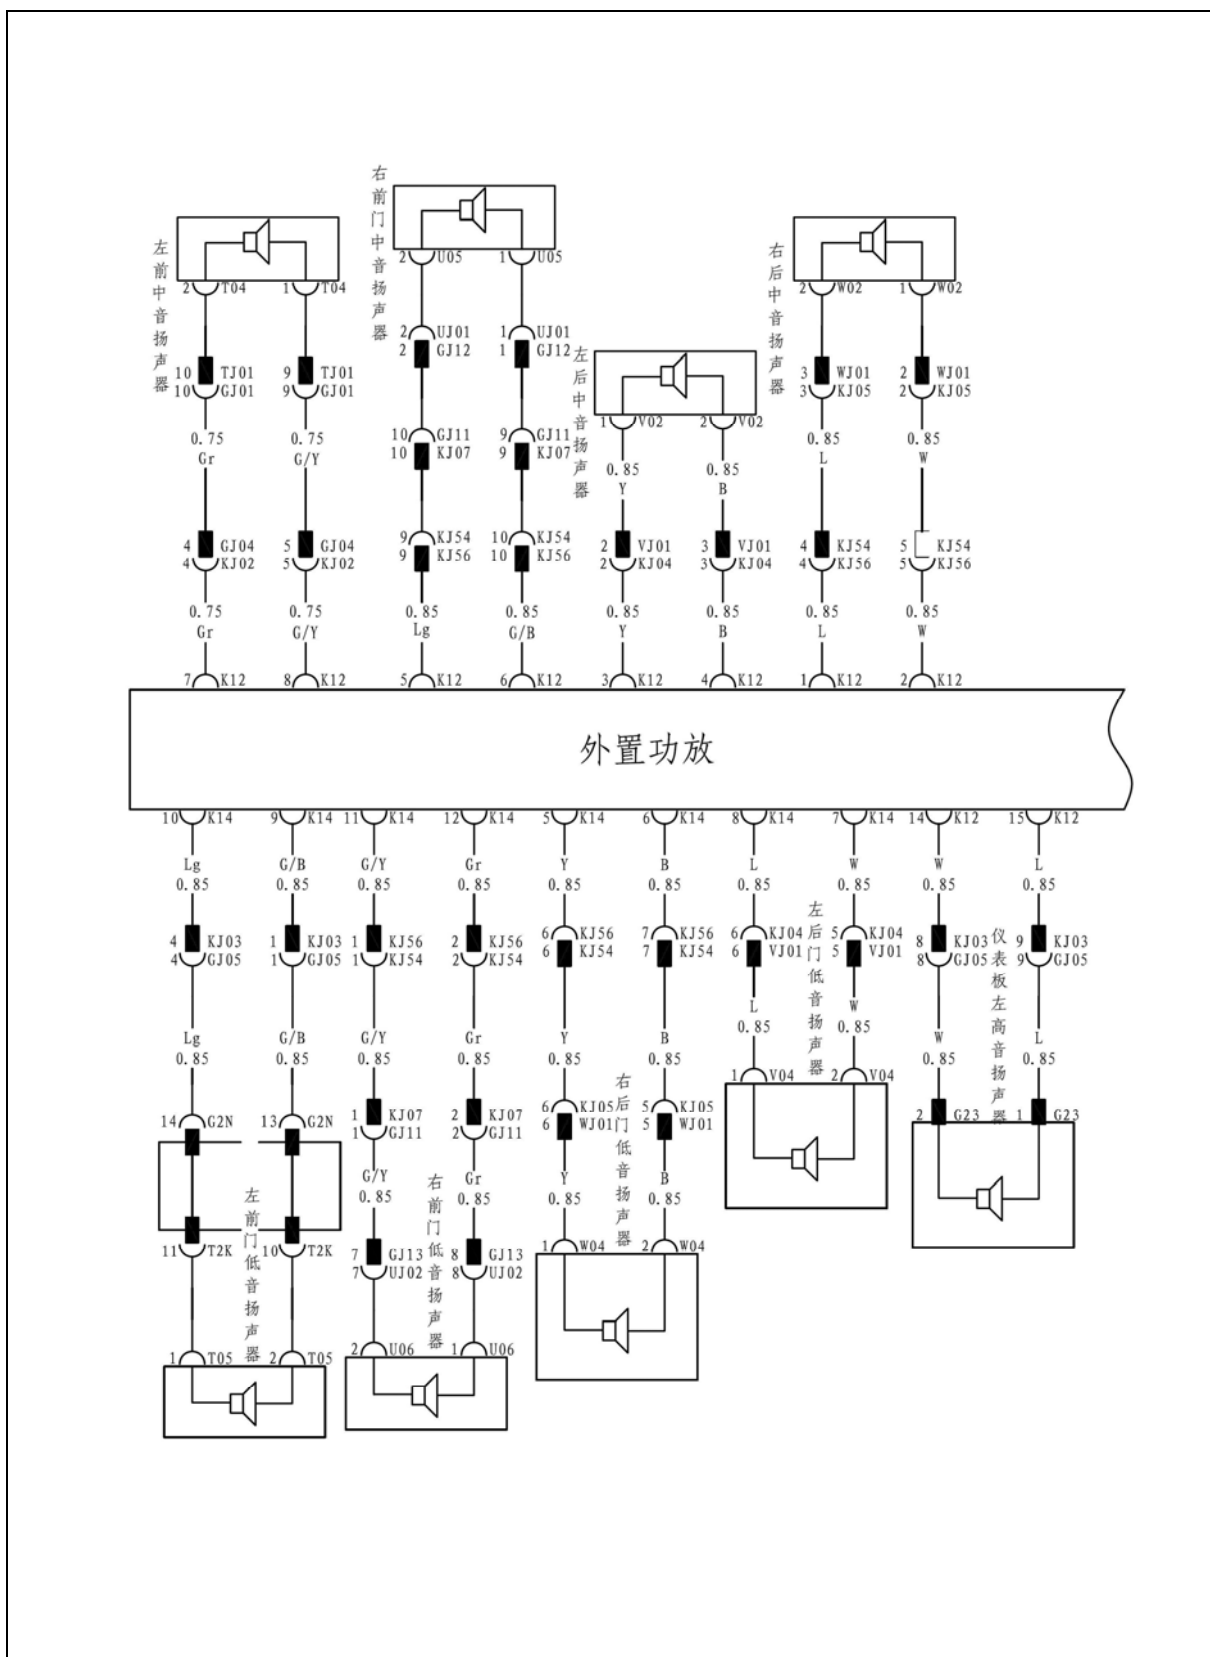 左前中音扬声器
2 T04 1 T04
10 TJ01 9 TJ01
10 GJ01 9 GJ01
0.75 0.75
Gr G/Y
4 GJ04 5 GJ04
4 KJ02 5 KJ02
0.75 0.75
Gr G/Y
7 K12 8 K12
右前门中音扬声器
2 U05 1 U05
2 UJ01 1 UJ01
2 GJ12 1 GJ12
10 GJ11 9 GJ11
10 KJ07 9 KJ07
9 KJ54 10 KJ54
9 KJ56 10 KJ56
0.85 0.85
Lg G/B
5 K12 6 K12
左后中音扬声器
1 V02 2 V02
0.85 0.85
Y B
2 VJ01 3 VJ01
2 KJ04 3 KJ04
0.85 0.85
Y B
3 K12 4 K12
右后中音扬声器
2 W02 1 W02
3 WJ01 2 WJ01
3 KJ05 2 KJ05
0.85 0.85
L W
4 KJ54 5 KJ54
4 KJ56 5 KJ56
0.85 0.85
L W
1 K12 2 K12
外置功放
10 K14 9 K14
Lg G/B
0.85 0.85
4 KJ03 1 KJ03
4 GJ05 1 GJ05
Lg G/B
0.85 0.85
14 G2N 13 G2N
11 T2K 10 T2K
1 T05 2 T05
左前门低音扬声器
11 K14 12 K14
G/Y Gr
0.85 0.85
1 KJ56 2 KJ56
1 KJ54 2 KJ54
G/Y Gr
0.85 0.85
1 KJ07 2 KJ07
1 GJ11 2 GJ11
G/Y Gr
0.85 0.85
7 GJ13 8 GJ13
7 UJ02 8 UJ02
2 U06 1 U06
右前门低音扬声器
5 K14 6 K14
Y B
0.85 0.85
6 KJ56 7 KJ56
6 KJ54 7 KJ54
Y B
0.85 0.85
6 KJ05 5 KJ05
6 WJ01 5 WJ01
Y B
0.85 0.85
1 W04 2 W04
右后门低音扬声器
8 K14 7 K14
L W
0.85 0.85
6 KJ04 5 KJ04
6 VJ01 5 VJ01
L W
0.85 0.85
1 V04 2 V04
左后门低音扬声器
14 K12 15 K12
W L
0.85 0.85
8 KJ03 9 KJ03
8 GJ05 9 GJ05
W L
0.85 0.85
2 G23 1 G23
仪表板左高音扬声器